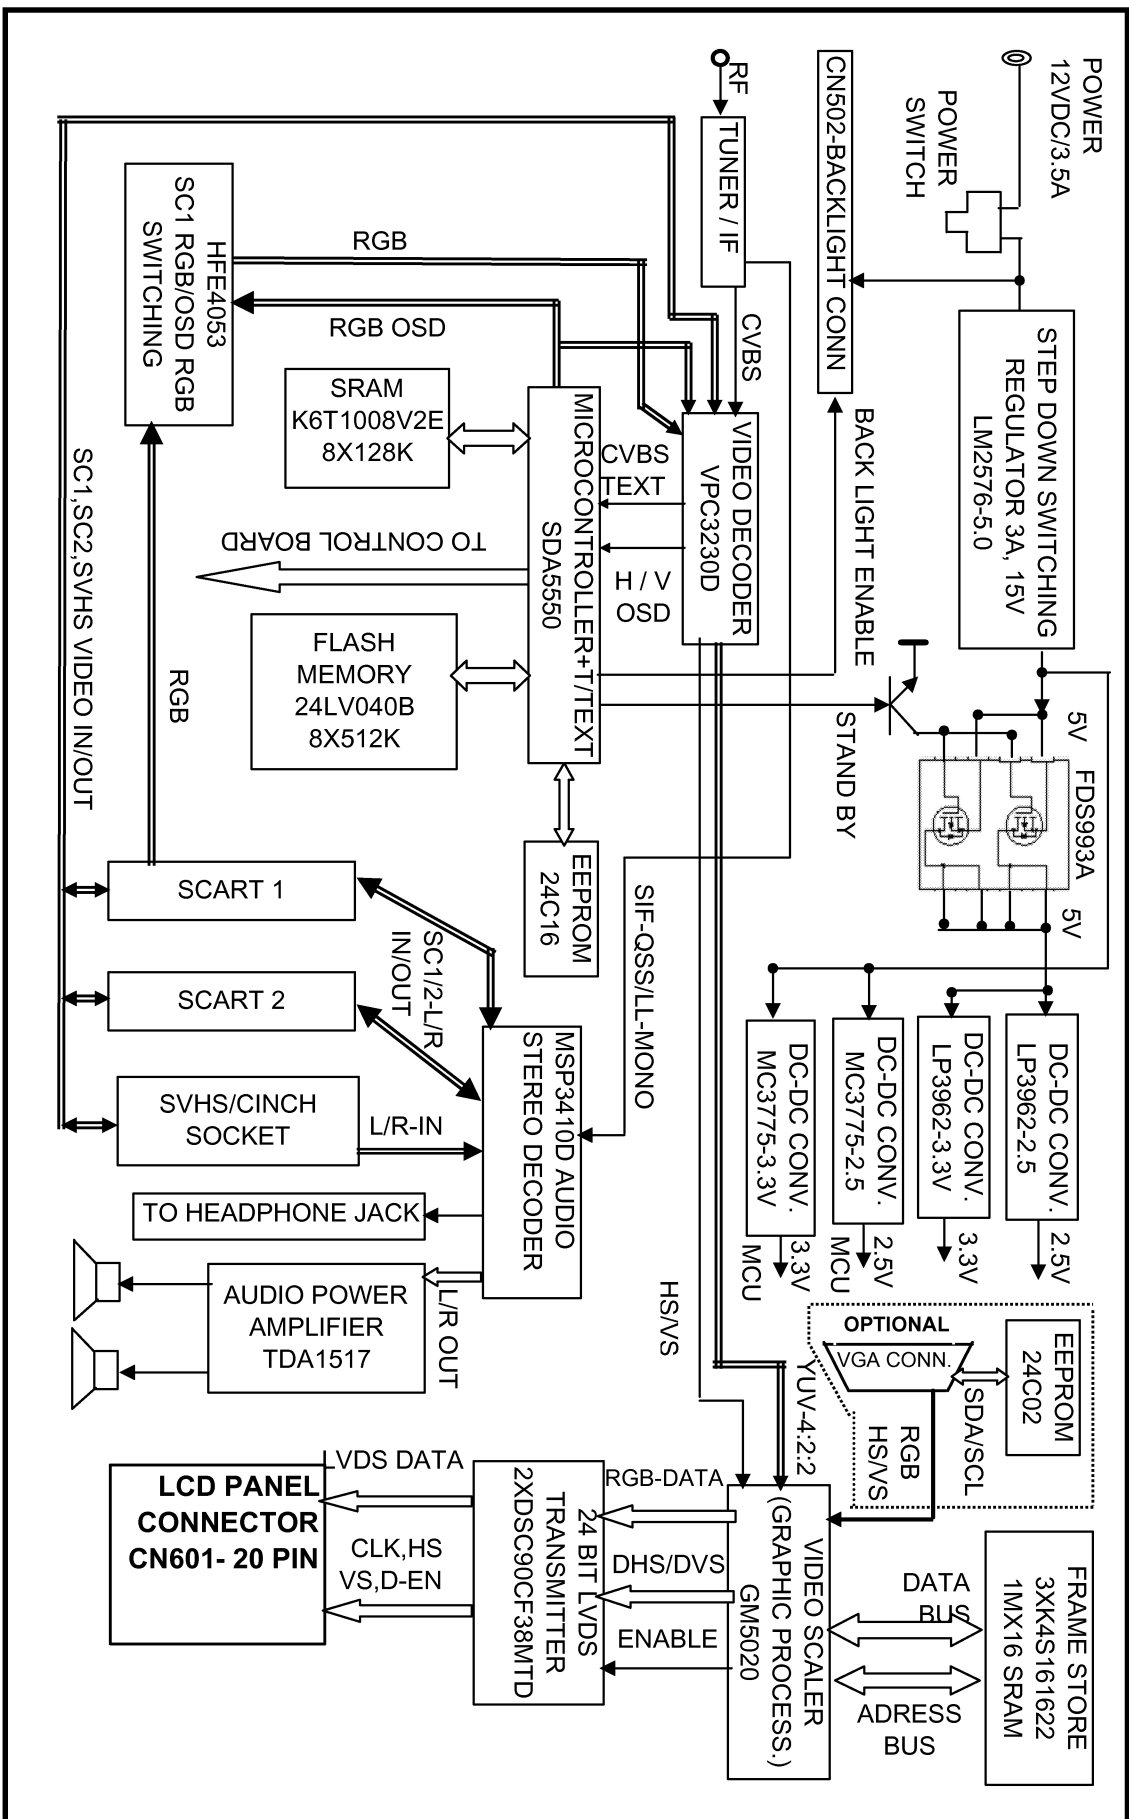 POWER
12VDC/3.5A
POWER
SWITCH
CN502-BACKLIGHT CONN
RF
TUNER / IF
STEP DOWN SWITCHING
REGULATOR 3A, 15V
LM2576-5.0
HFE4053
SC1 RGB/OSD RGB
SWITCHING
RGB
RGB OSD
CVBS
SRAM
K6T1008V2E
8X128K
MICROCONTROLLER+T/TEXT
SDA5550
VIDEO DECODER
VPC3230D
CVBS
TEXT
H / V
OSD
BACK LIGHT ENABLE
TO CONTROL BOARD
FLASH
MEMORY
24LV040B
8X512K
STAND BY
5V
FDS993A
5V
SC1,SC2,SVHS VIDEO IN/OUT
RGB
EEPROM
24C16
SIF-QSS/LL-MONO
SCART 1
SCART 2
SC1/2-L/R
IN/OUT
SVHS/CINCH
SOCKET
L/R-IN
MSP3410D AUDIO
STEREO DECODER
TO HEADPHONE JACK
AUDIO POWER
AMPLIFIER
TDA1517
L/R OUT
DC-DC CONV.
LP3962-2.5
DC-DC CONV.
LP3962-3.3V
DC-DC CONV.
MC3775-2.5
DC-DC CONV.
MC3775-3.3V
2.5V
3.3V
2.5V
MCU
3.3V
MCU
HS/VS
YUV-4:2:2
OPTIONAL
VGA CONN.
EEPROM
24C02
SDA/SCL
RGB
HS/VS
LVDS DATA
LCD PANEL
CONNECTOR
CN601- 20 PIN
CLK,HS
VS,D-EN
24 BIT LVDS
TRANSMITTER
2XDSC90CF38MTD
RGB-DATA
DHS/DVS
ENABLE
VIDEO SCALER
(GRAPHIC PROCESS.)
GM5020
DATA
BUS
ADRESS
BUS
FRAME STORE
3XK4S161622
1MX16 SRAM